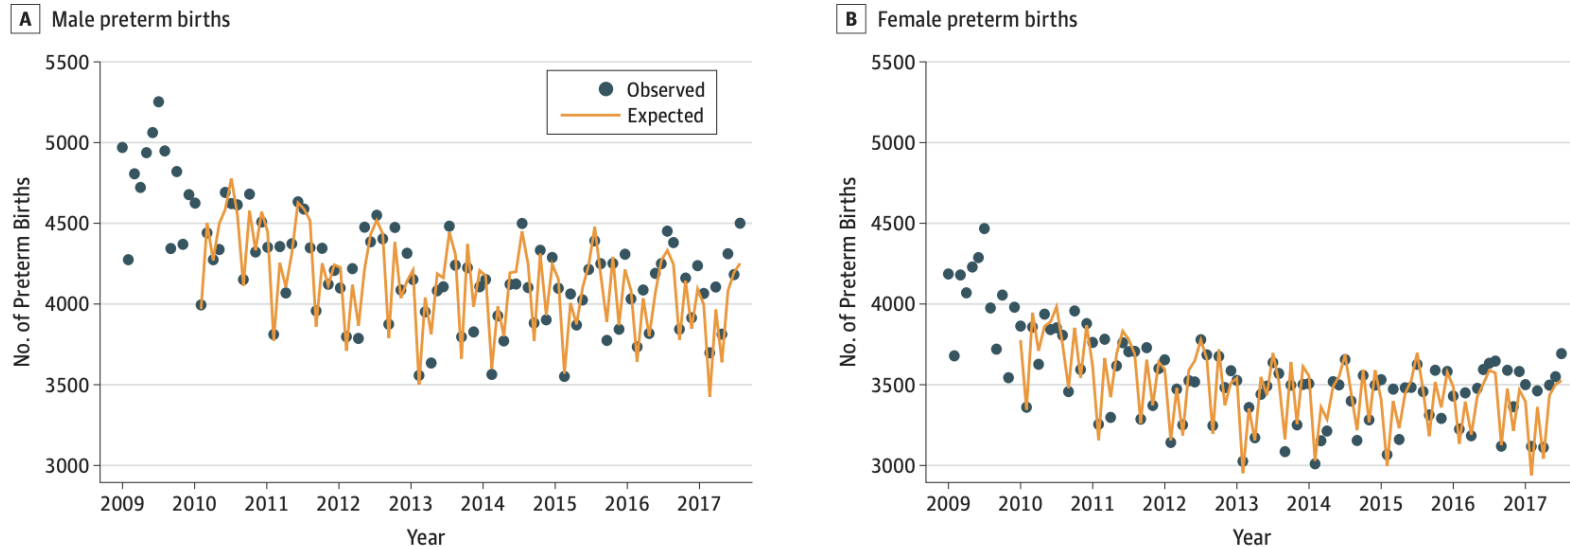 A Male preterm births
5500
5000
4500
4000
3500
3000
No. of Preterm Births
Observed
Expected
2009 2010 2011 2012 2013 2014 2015 2016 2017
Year
B Female preterm births
5500
5000
4500
4000
3500
3000
No. of Preterm Births
2009 2010 2011 2012 2013 2014 2015 2016 2017
Year